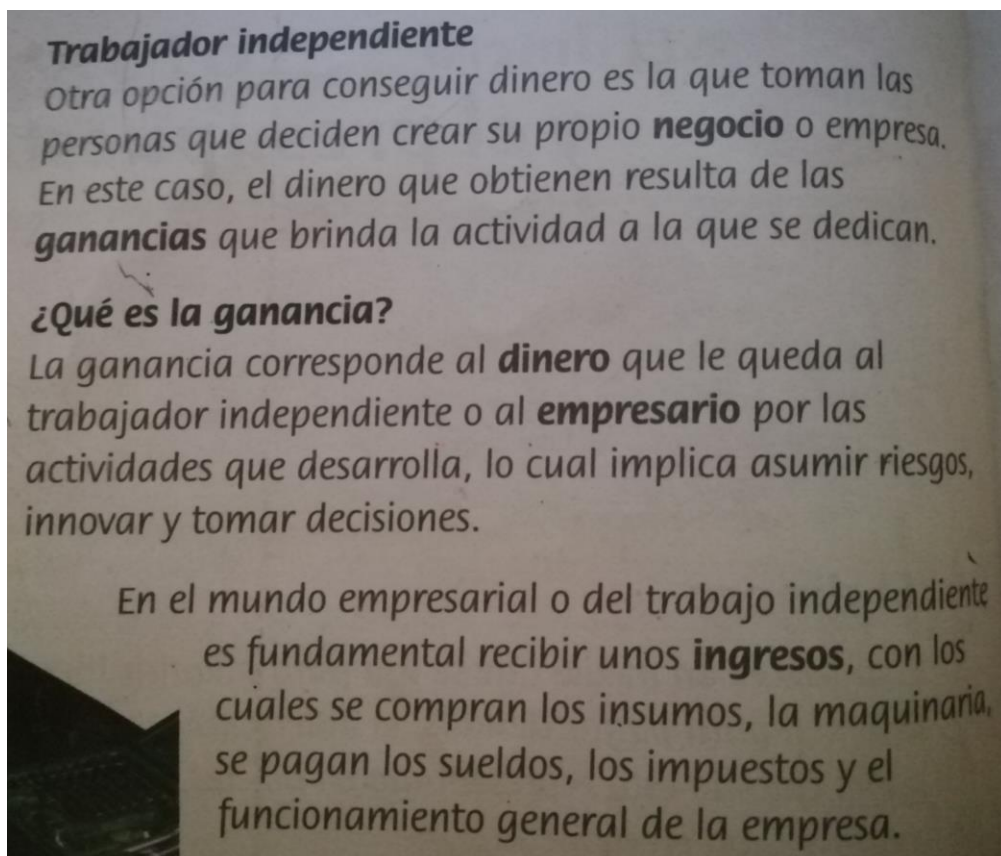 Trabajador independiente
Otra opción para conseguir dinero es la que toman las
personas que deciden crear su propio negocio o empresa.
En este caso, el dinero que obtienen resulta de las
ganancias que brinda la actividad a la que se dedican.
¿Qué es la ganancia?
La ganancia corresponde al dinero que le queda al
trabajador independiente o al empresario por las
actividades que desarrolla, lo cual implica asumir riesgos,
innovar y tomar decisiones.
En el mundo empresarial o del trabajo independiente
es fundamental recibir unos ingresos, con los
cuales se compran los insumos, la maquinaria,
se pagan los sueldos, los impuestos y el
funcionamiento general de la empresa.